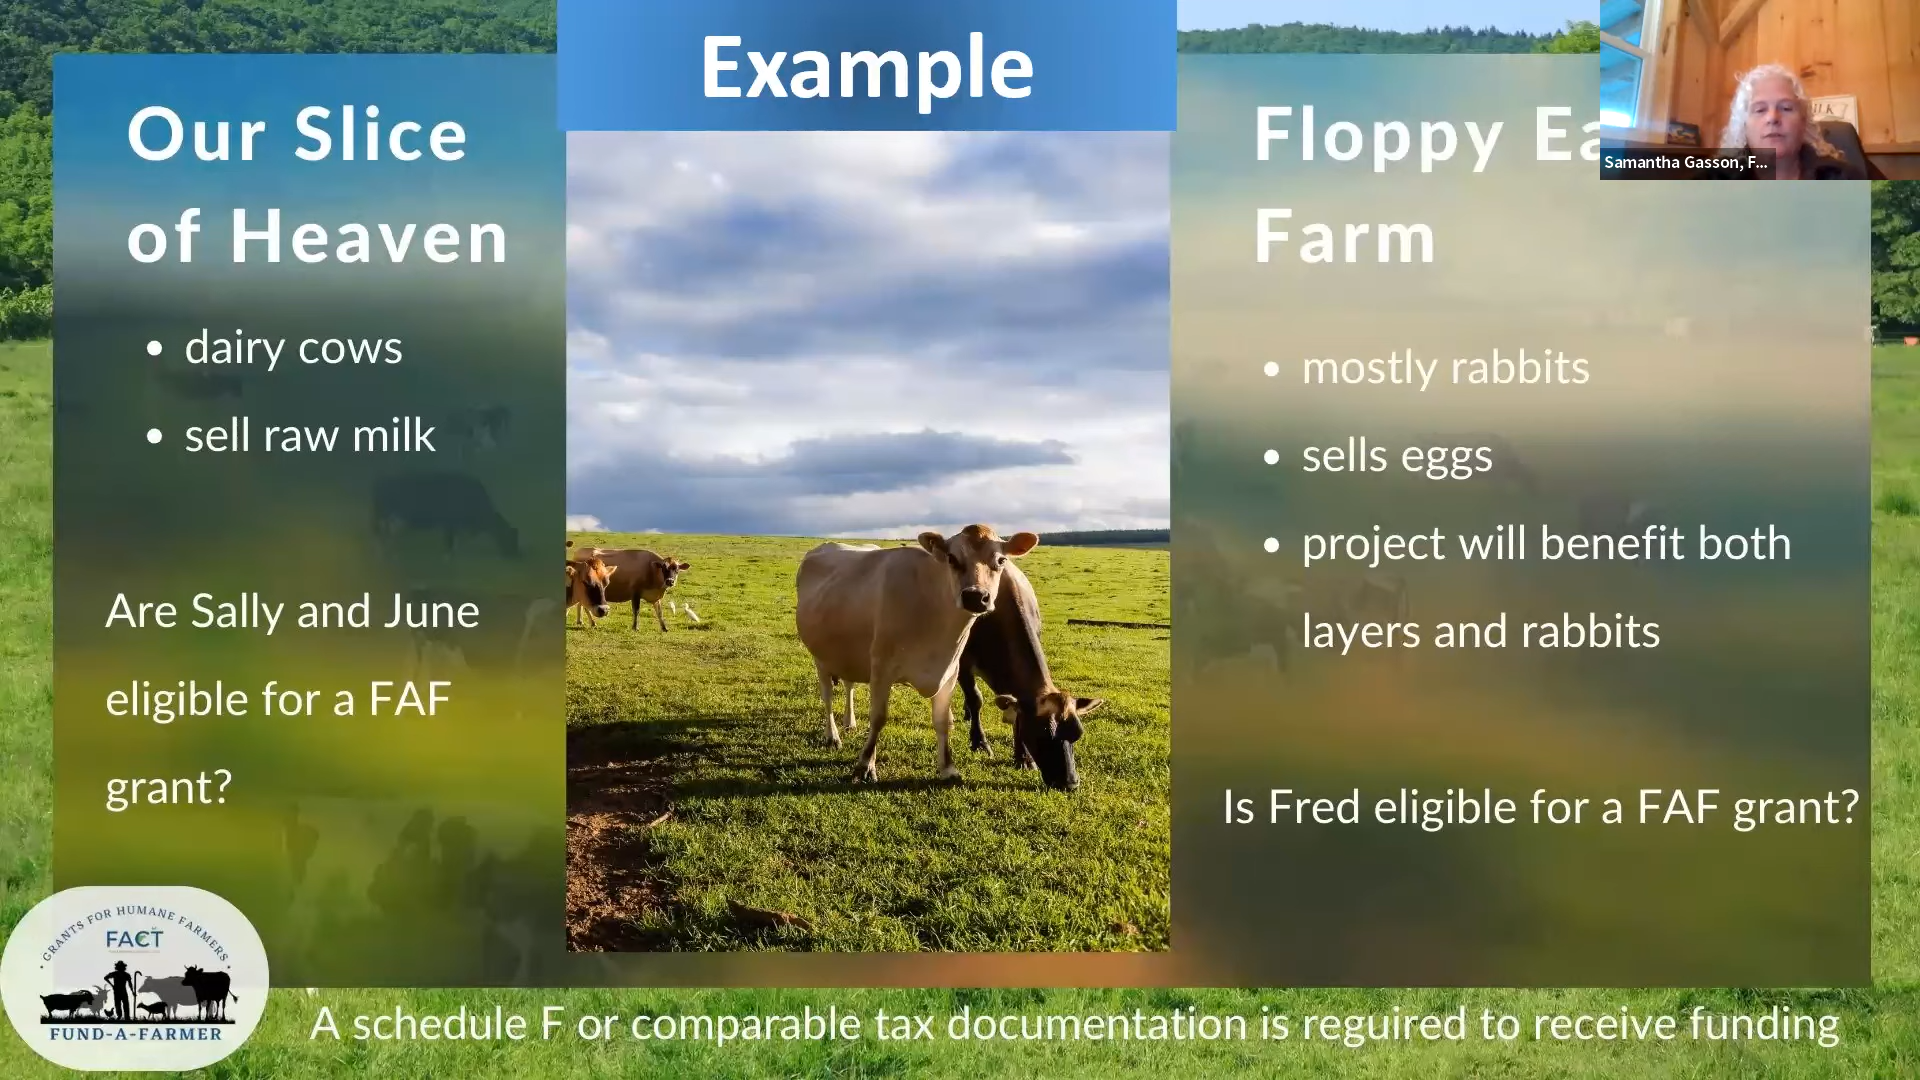 Example
Our Slice
of Heaven
• dairy cows
• sell raw milk
Are Sally and June
eligible for a FAF
grant?
Floppy Ea
Farm
• mostly rabbits
• sells eggs
• project will benefit both
layers and rabbits
Is Fred eligible for a FAF grant?
Samantha Gasson, F...
GRANTS FOR HUMANE FARMERS
FACT
FUND-A-FARMER
A schedule F or comparable tax documentation is reguired to receive funding